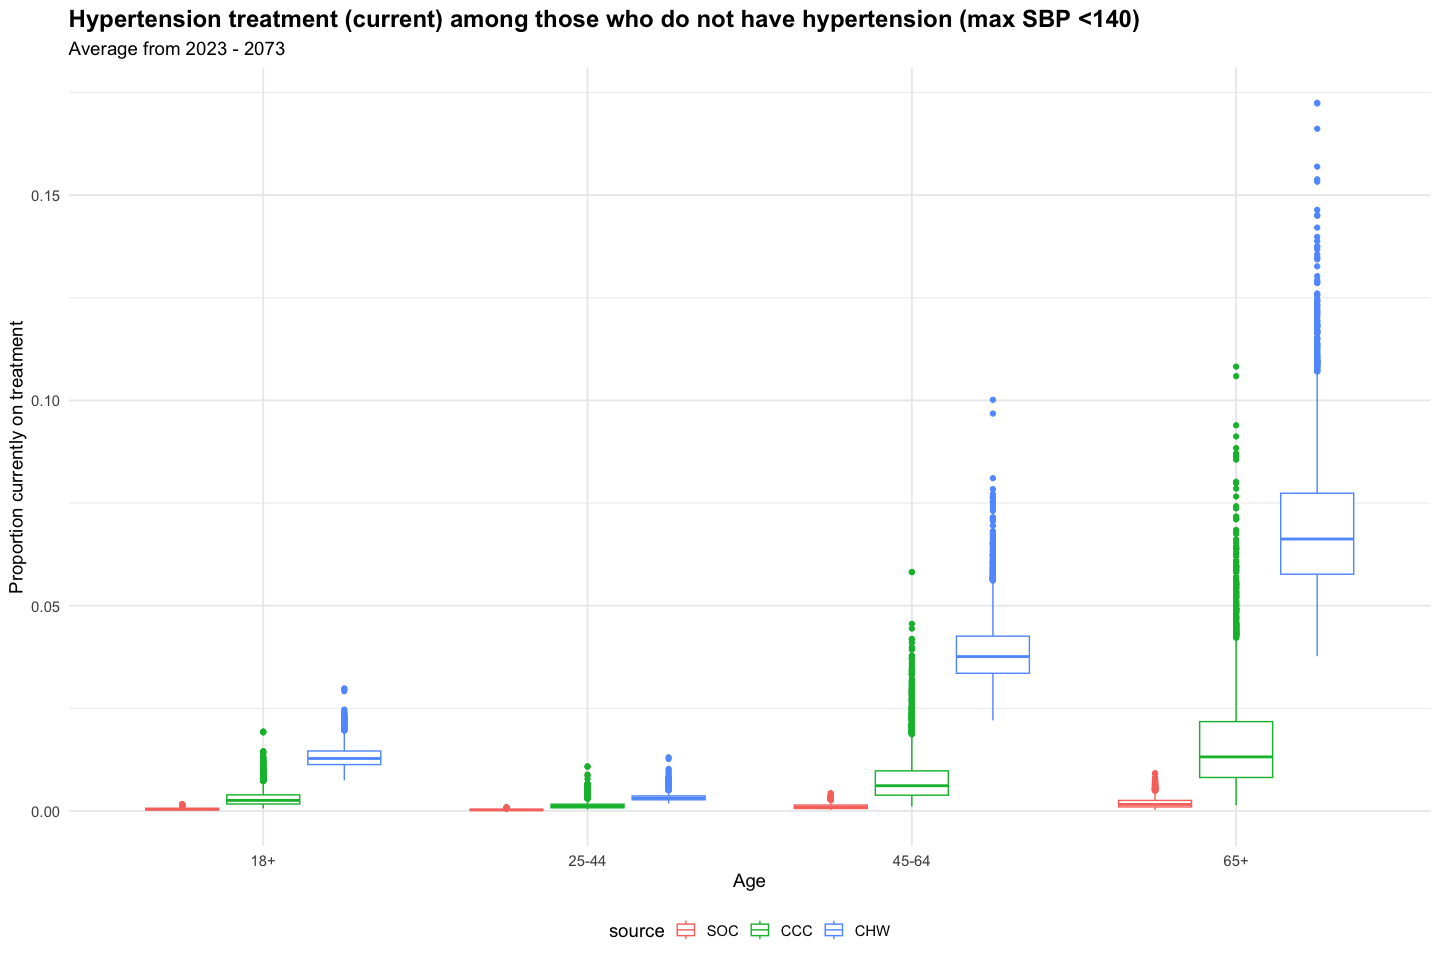 Hypertension treatment (current) among those who do not have hypertension (max SBP <140)
Average from 2023 - 2073
Proportion currently on treatment
0.15
0.10
0.05
0.00
18+
25-44
45-64
65+
Age
source SOC CCC CHW